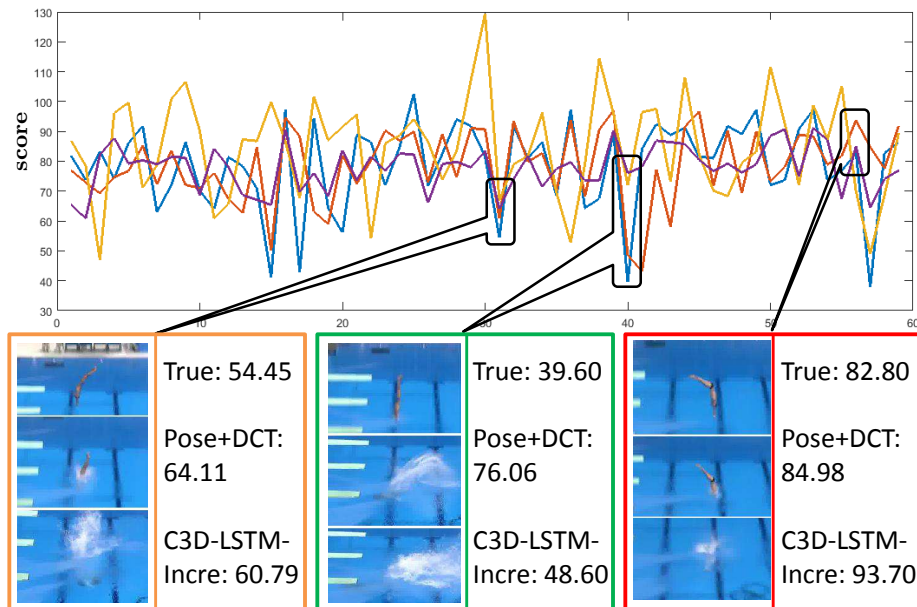 130
120
110
100
90
80
70
60
50
40
30
score
0
10
20
30
40
50
60
True: 54.45
Pose+DCT:
64.11
C3D-LSTM-
Incre: 60.79
True: 39.60
Pose+DCT:
76.06
C3D-LSTM-
Incre: 48.60
True: 82.80
Pose+DCT:
84.98
C3D-LSTM-
Incre: 93.70